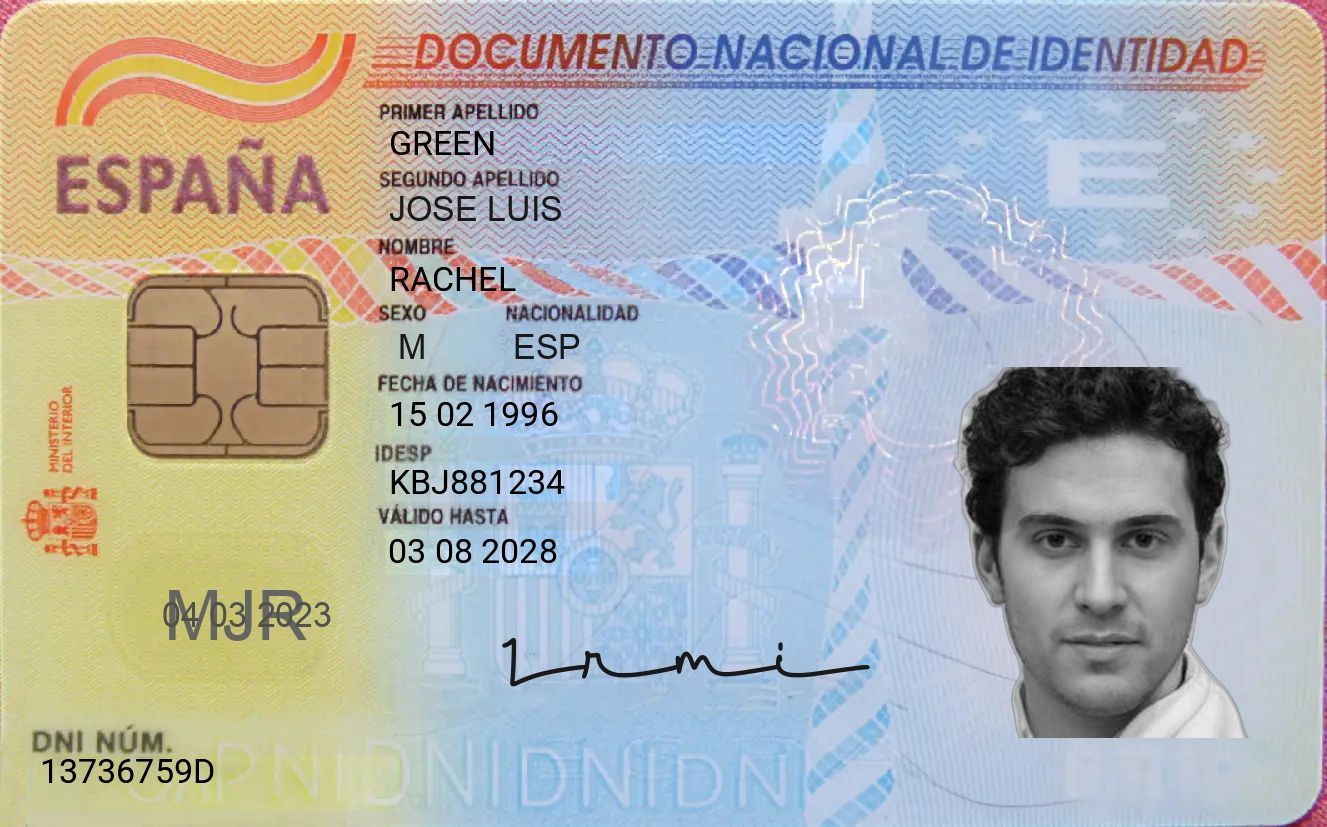 DOCUMENTO NACIONAL DE IDENTIDAD
ESPAÑA
PRIMER APELLIDO
GREEN
SEGUNDO APELLIDO
JOSE LUIS
NOMBRE
RACHEL
SEXO NACIONALIDAD
M ESP
FECHA DE NACIMIENTO
15 02 1996
IDESP
KBJ881234
VÁLIDO HASTA
03 08 2028
MINISTERIO
DEL INTERIOR
E
04 03 2023
MJR
DNI NÚM.
13736759D